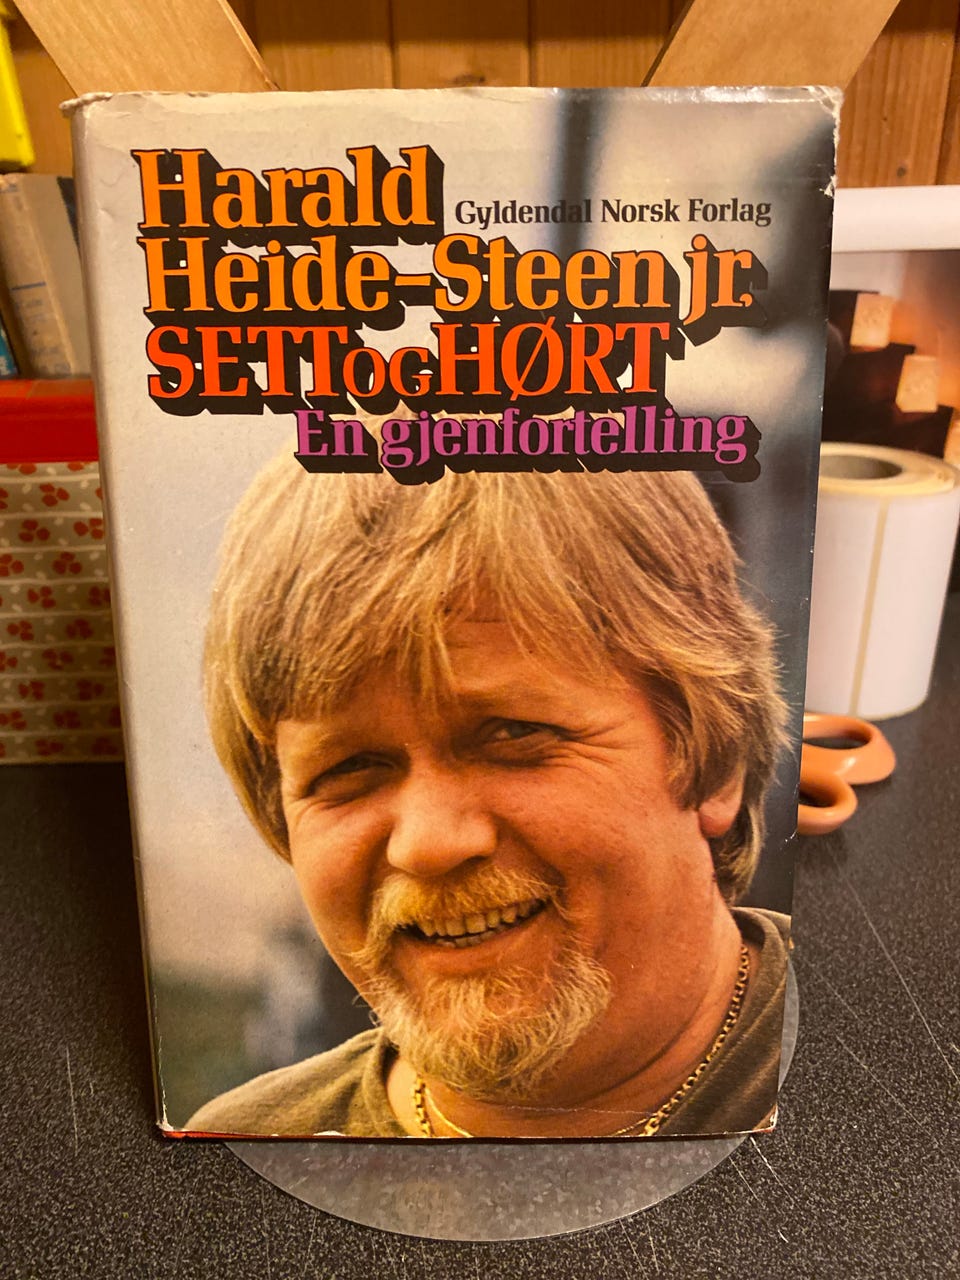 Harald
Gyldendal Norsk Forlag
Heide-Steen jr.
SETT OG HØRT
En gjenfortelling